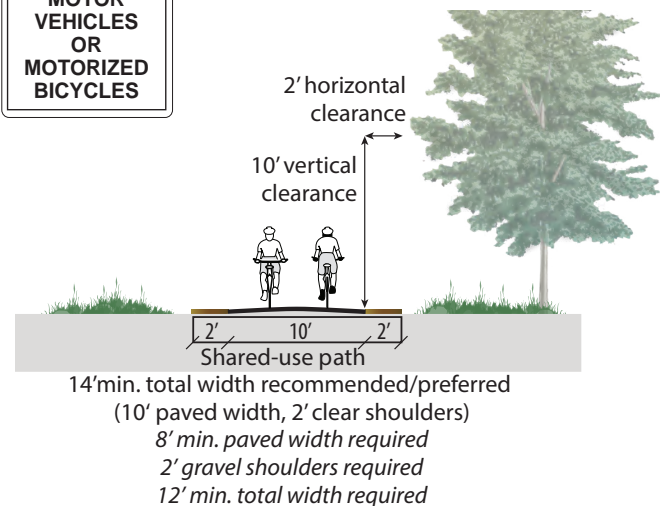 MOTOR
VEHICLES
OR
MOTORIZED
BICYCLES
2’ horizontal
clearance
10’ vertical
clearance
2’ 10’ 2’
Shared-use path
14’min. total width recommended/preferred
(10‘ paved width, 2’ clear shoulders)
8’ min. paved width required
2’ gravel shoulders required
12’ min. total width required